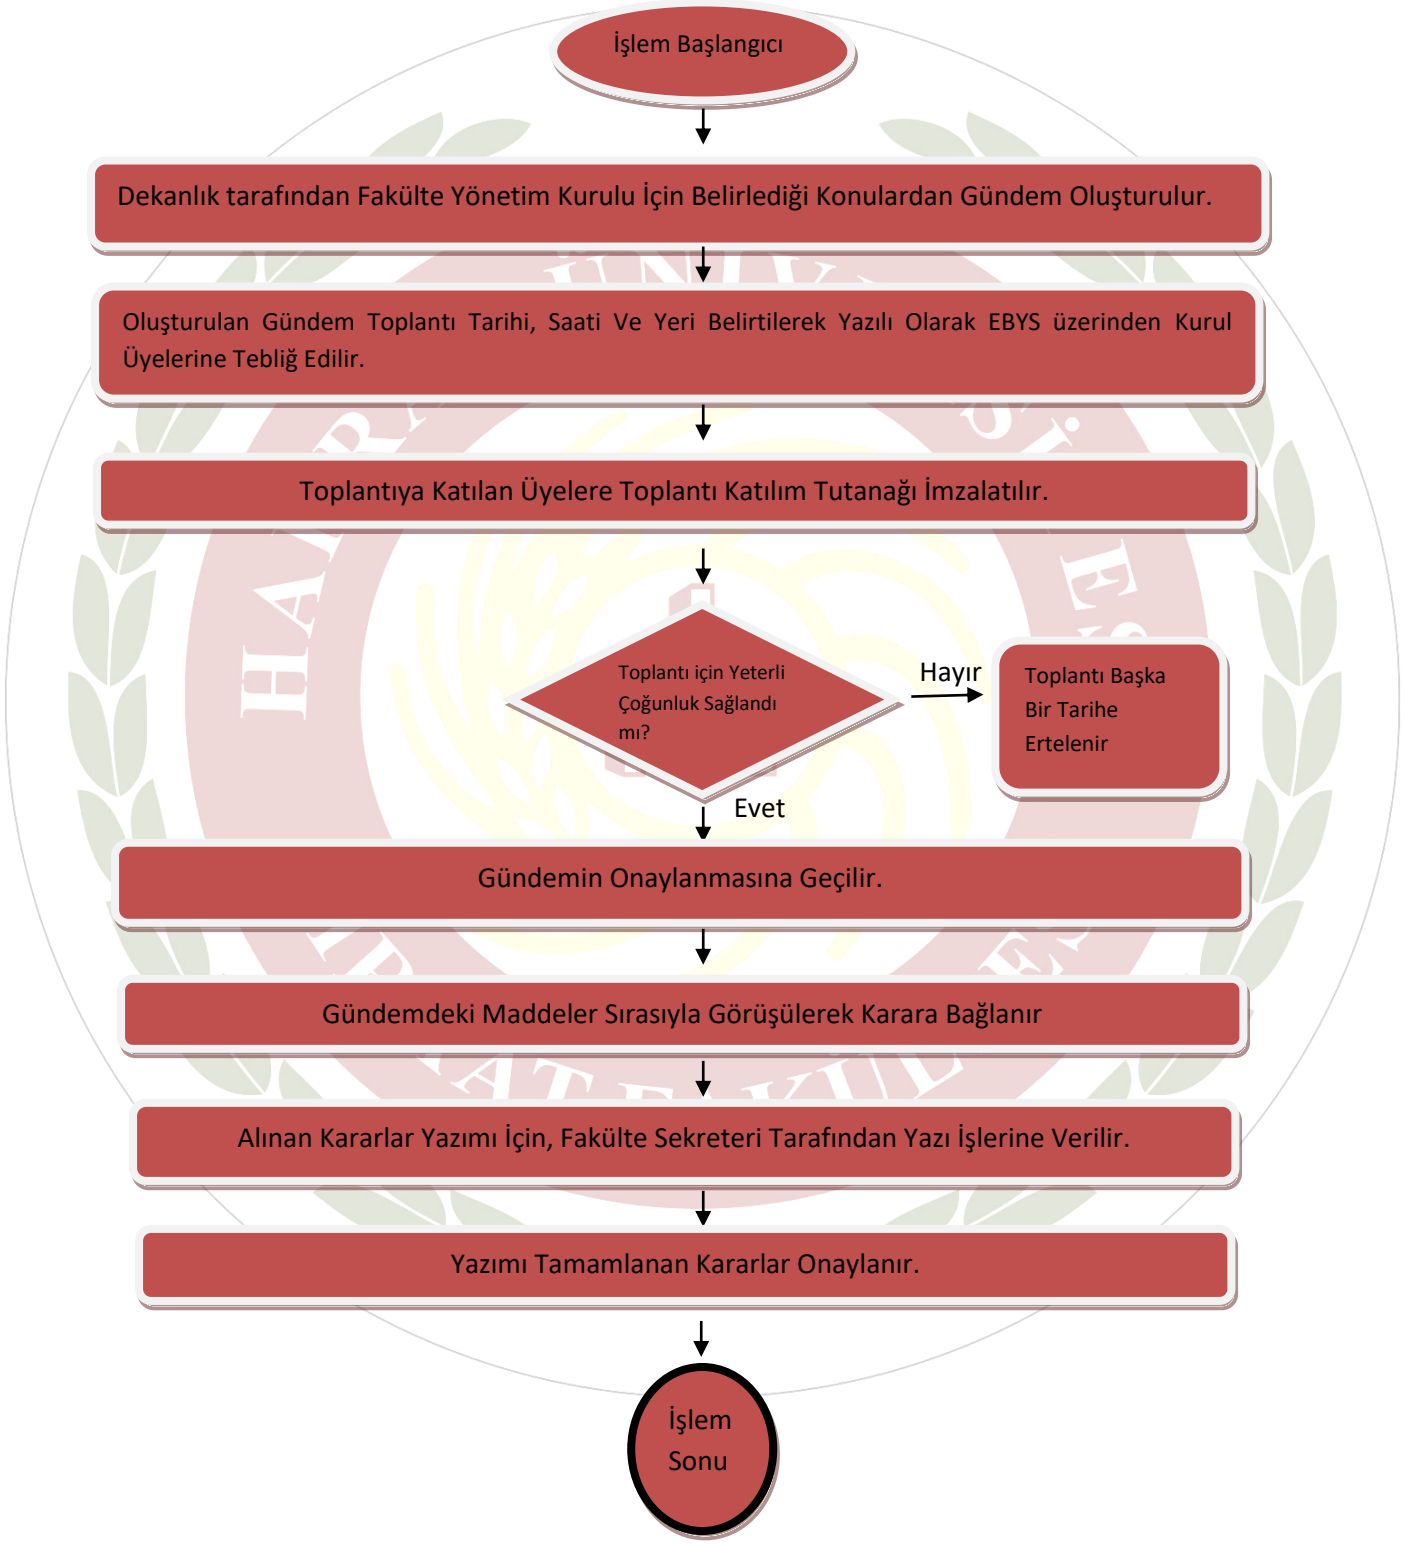 İşlem Başlangıcı
Dekanlık tarafından Fakülte Yönetim Kurulu İçin Belirlediği Konulardan Gündem Oluşturulur.
Oluşturulan Gündem Toplantı Tarihi, Saati Ve Yeri Belirtilerek Yazılı Olarak EBYS üzerinden Kurul
Üyelerine Tebliğ Edilir.
Toplantıya Katılan Üyelere Toplantı Katılım Tutanağı İmzalatılır.
Toplantı için Yeterli
Çoğunluk Sağlandı
mı?
Hayır
Toplantı Başka
Bir Tarihe
Ertelenir
Evet
Gündemin Onaylanmasına Geçilir.
Gündemdeki Maddeler Sırasıyla Görüşülerek Karara Bağlanır
Alınan Kararlar Yazımı İçin, Fakülte Sekreteri Tarafından Yazı İşlerine Verilir.
Yazımı Tamamlanan Kararlar Onaylanır.
İşlem
Sonu